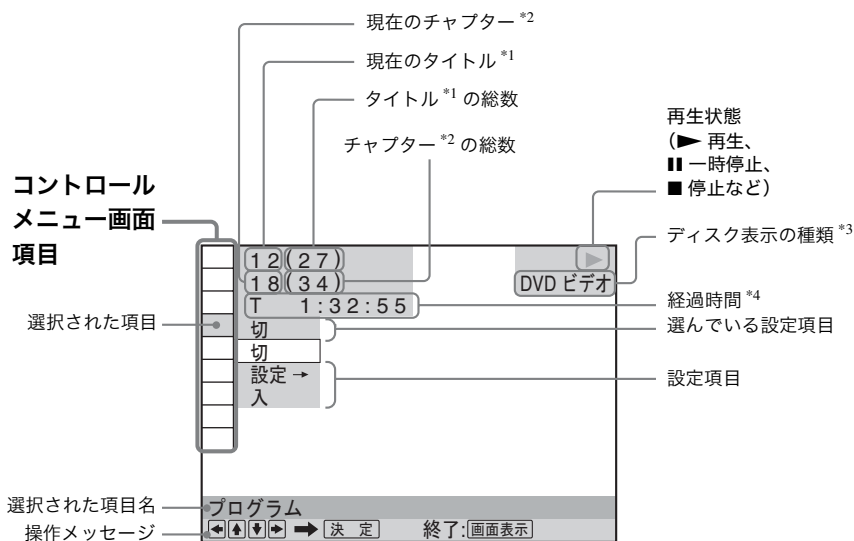 現在のチャプター *2
現在のタイトル *1
タイトル *1 の総数
チャプター *2 の総数
再生状態
(▶ 再生、
⏸ 一時停止、
■ 停止など)
コントロール
メニュー画面
項目
ディスク表示の種類 *3
12(27)
18(34)
DVD ビデオ
T 1:32:55
経過時間 *4
選択された項目
切
選んでいる設定項目
切
設定 →
入
設定項目
選択された項目名
プログラム
操作メッセージ
←↑↓→ ➡ 決 定 終了:画面表示